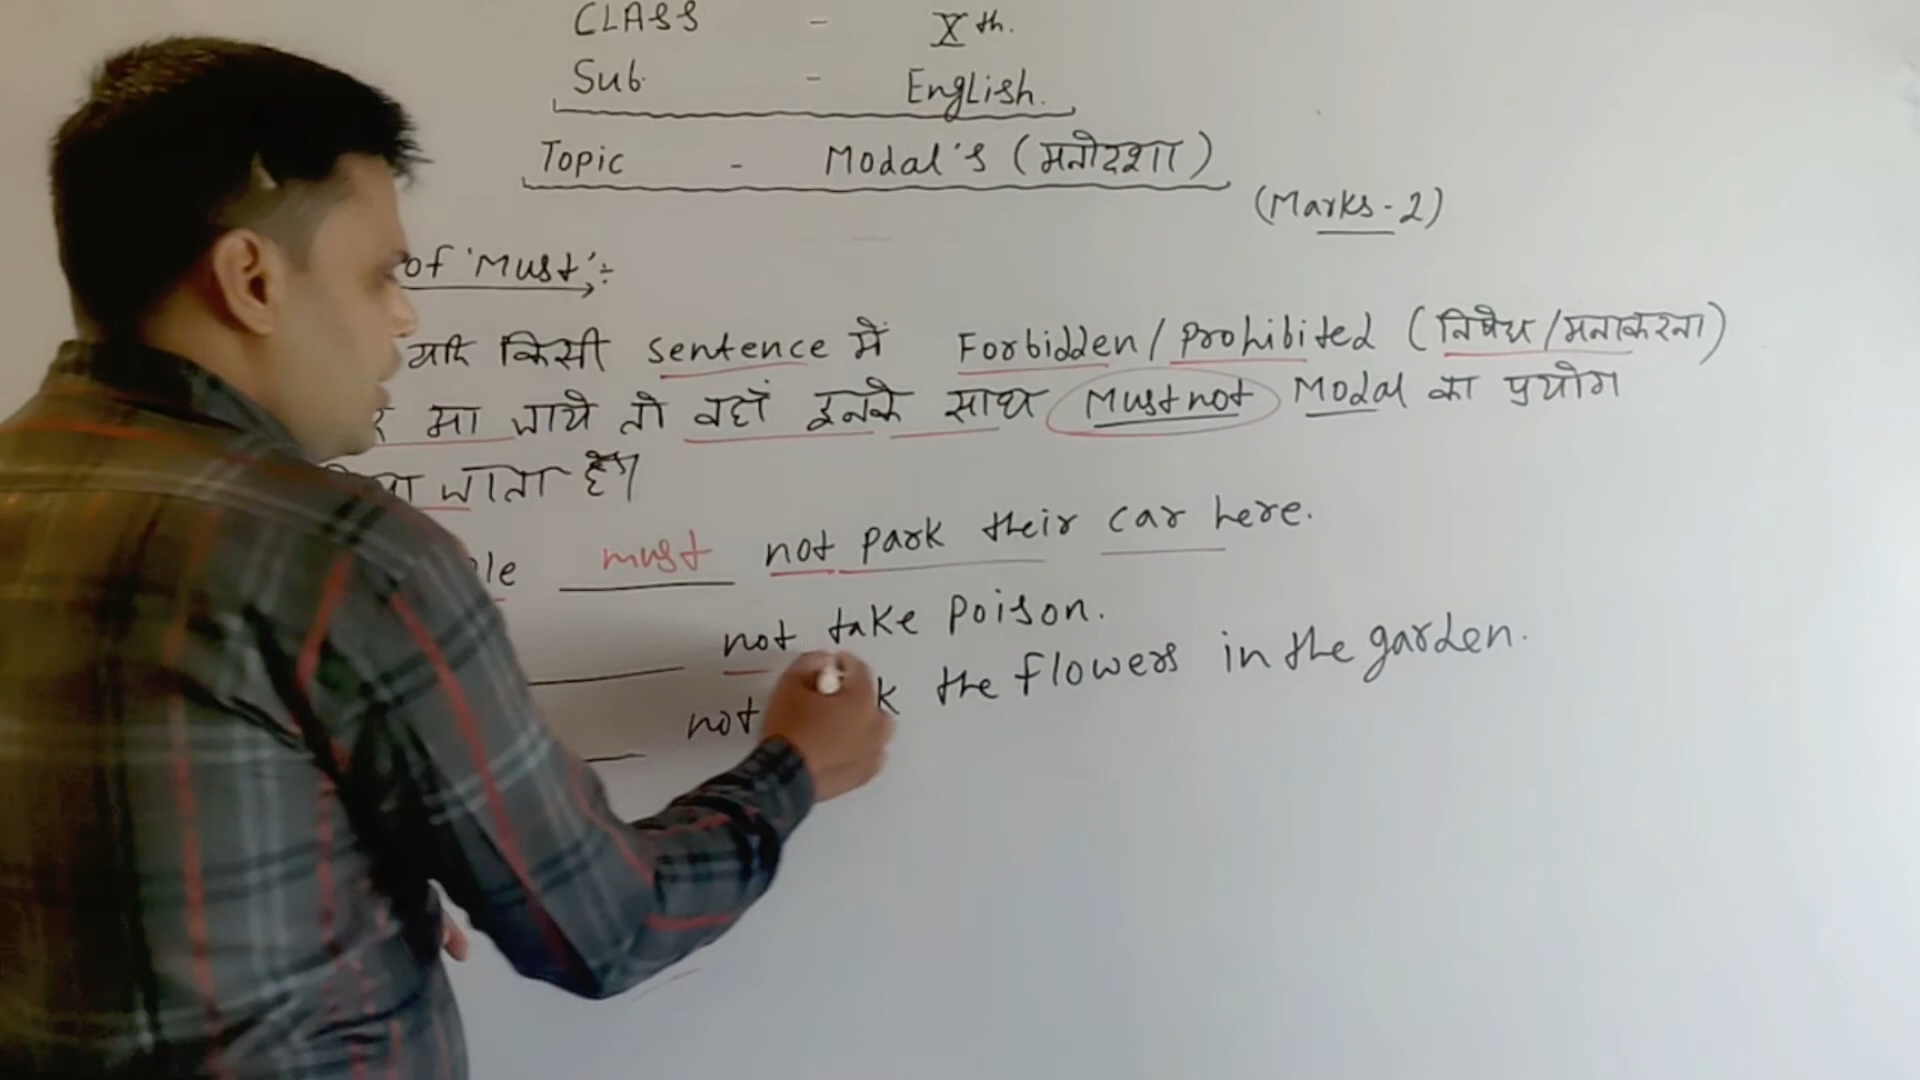 CLASS - Xth.
Sub. - English.
Topic - Modal's (मनोदशा)
(Marks-2)
of 'Must' ÷
यदि किसी sentence में Forbidden / Prohibited (निषेध/मनाकरना)
मा जाये तो वहाँ इनके साथ Must not Modal का प्रयोग
जाता है।
must not park their car here.
not take poison.
not the flowers in the garden.